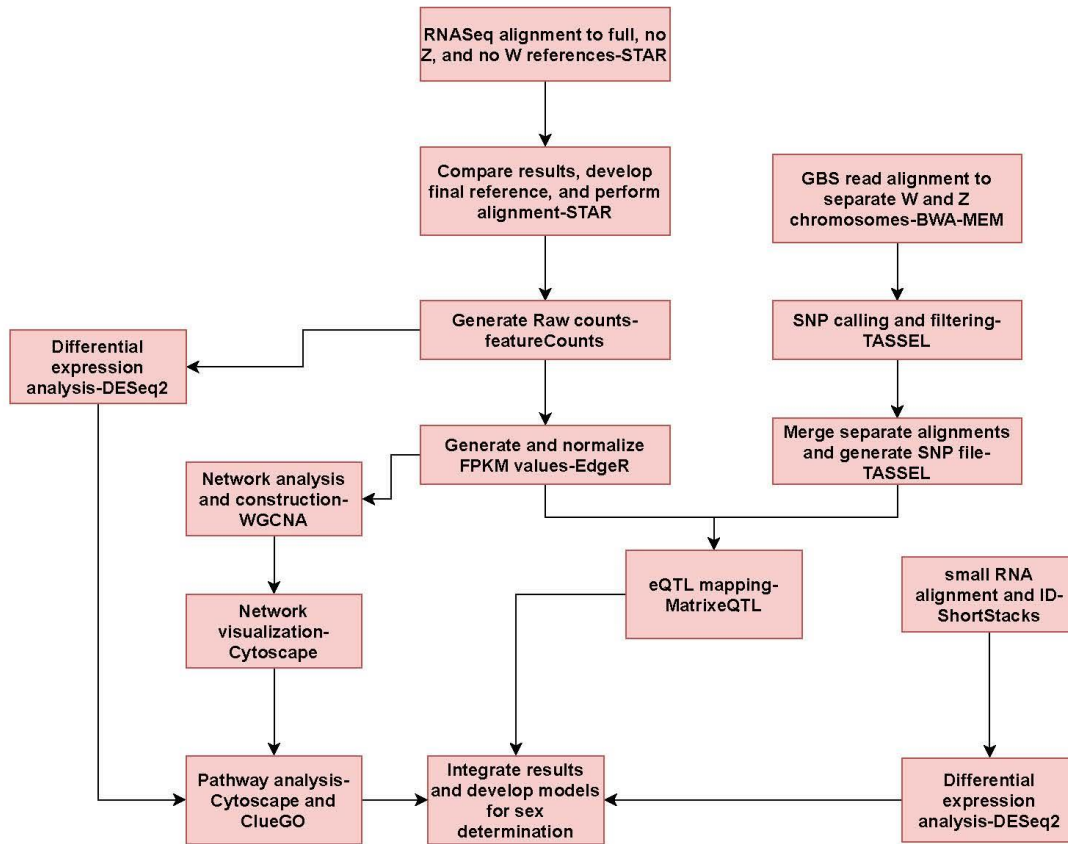 RNASeq alignment to full, no
Z, and no W references-STAR
Compare results, develop
final reference, and perform
alignment-STAR
GBS read alignment to
separate W and Z
chromosomes-BWA-MEM
Generate Raw counts-
featureCounts
SNP calling and filtering-
TASSEL
Differential
expression
analysis-DESeq2
Generate and normalize
FPKM values-EdgeR
Merge separate alignments
and generate SNP file-
TASSEL
Network analysis
and construction-
WGCNA
eQTL mapping-
MatrixeQTL
small RNA
alignment and ID-
ShortStacks
Network
visualization-
Cytoscape
Pathway analysis-
Cytoscape and
ClueGO
Integrate results
and develop models
for sex
determination
Differential
expression
analysis-DESeq2